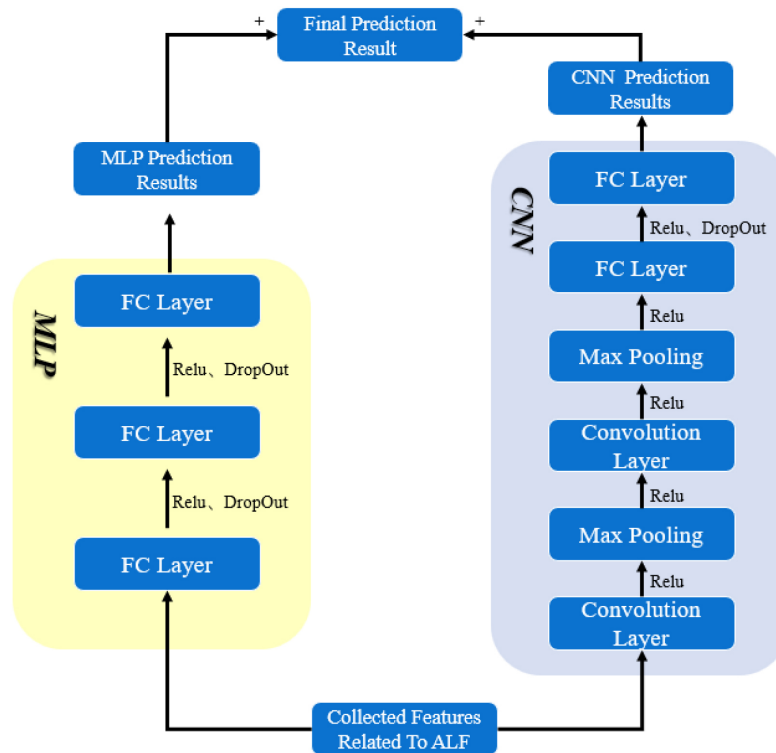 +
Final Prediction
Result
+
CNN Prediction
Results
MLP Prediction
Results
CNN
FC Layer
Relu、DropOut
FC Layer
Relu
Max Pooling
Relu
Convolution
Layer
Relu
Max Pooling
Relu
Convolution
Layer
MLP
FC Layer
Relu、DropOut
FC Layer
Relu、DropOut
FC Layer
Collected Features
Related To ALF